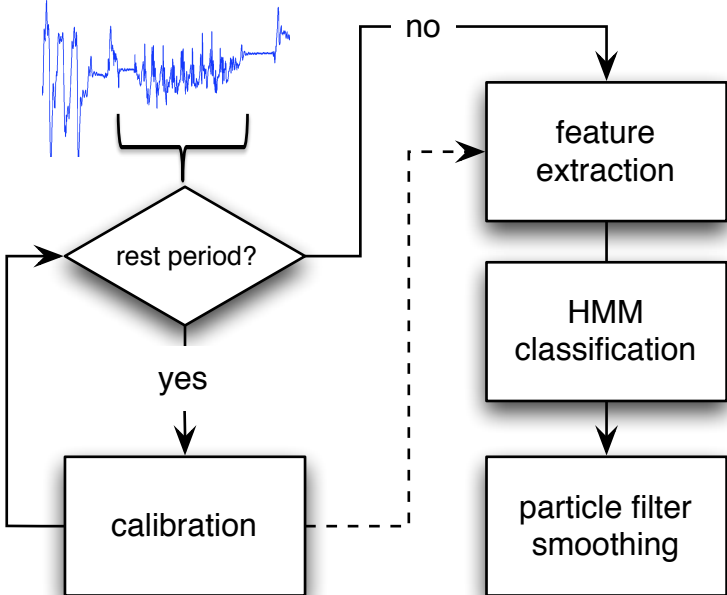 no
feature
extraction
rest period?
HMM
classification
yes
calibration
particle filter
smoothing